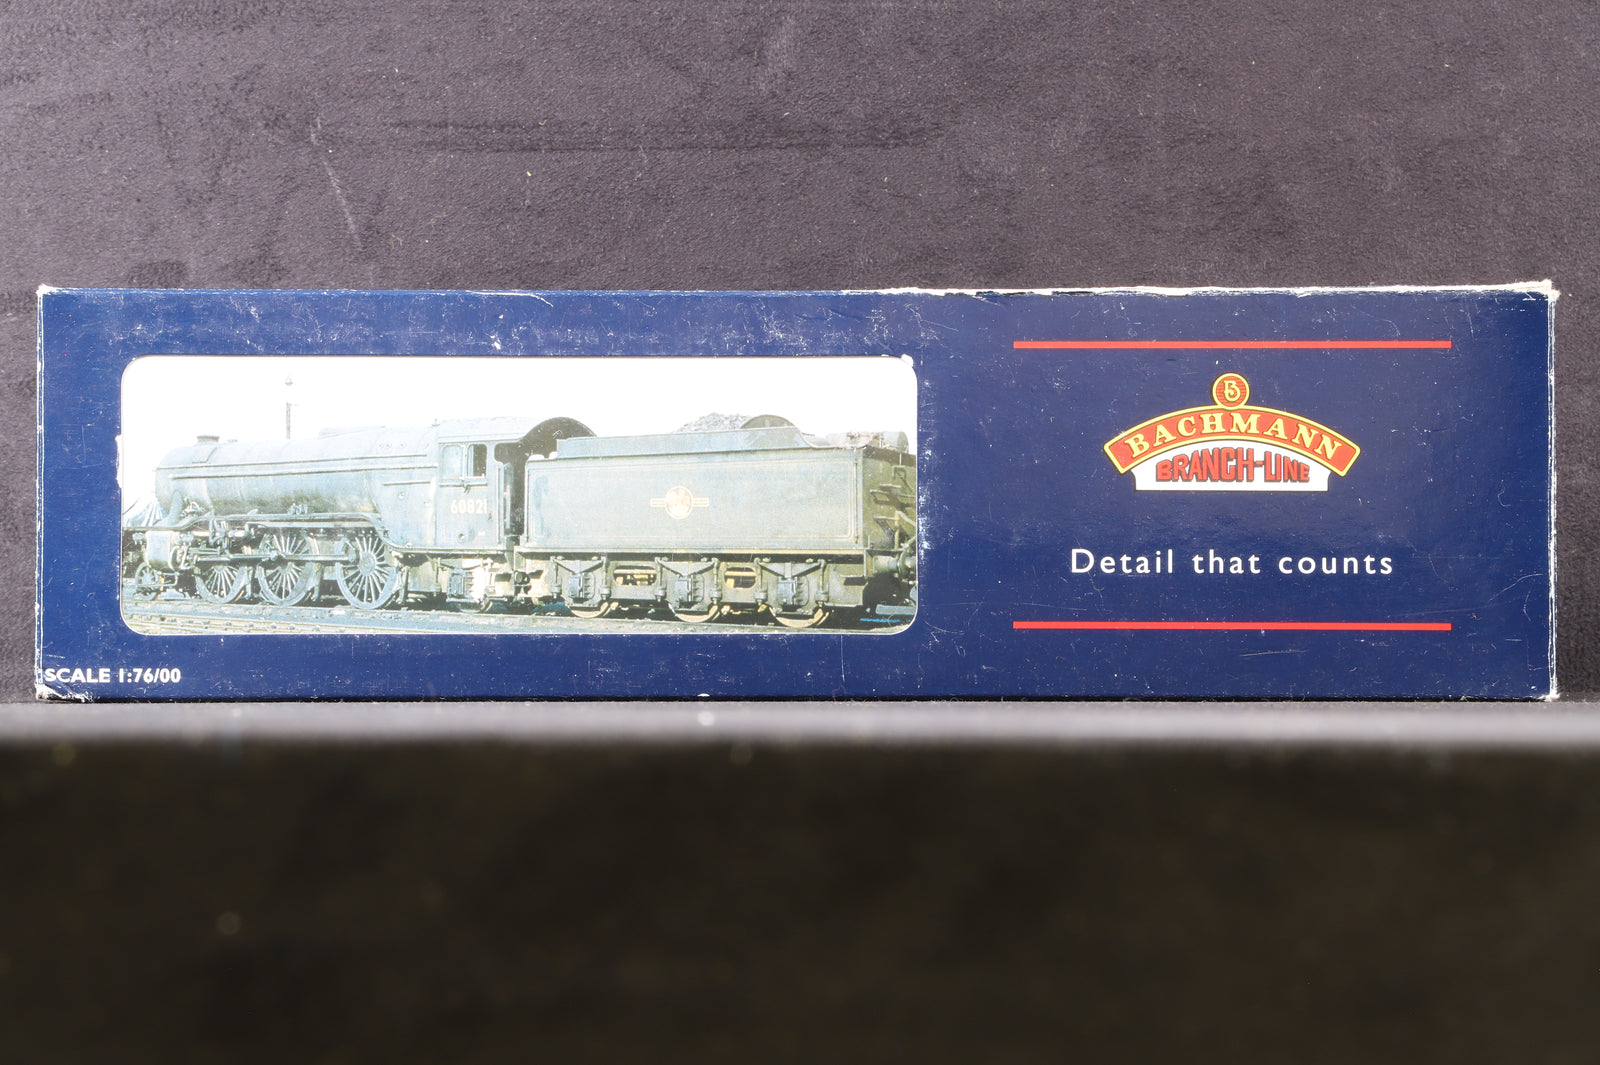 60821
SCALE 1:76/00
B
BACHMANN
BRANCH-LINE
Detail that counts